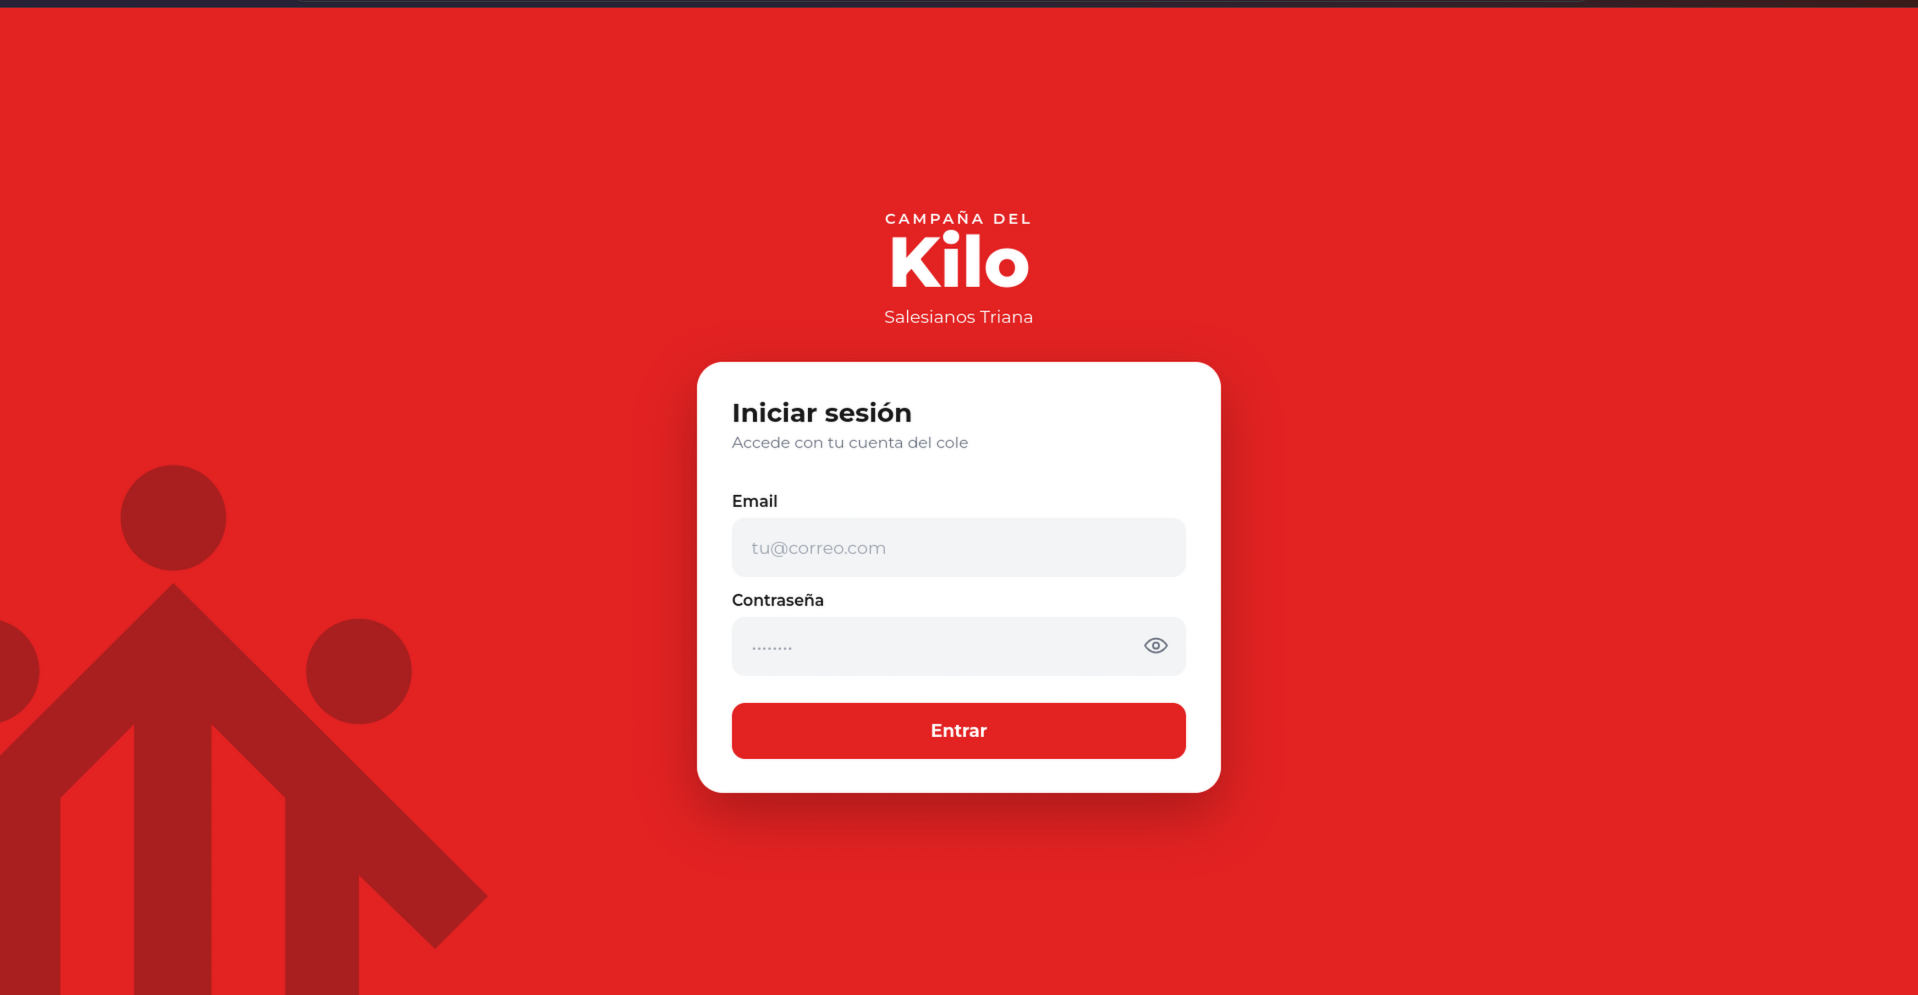 CAMPAÑA DEL
Kilo
Salesianos Triana
Iniciar sesión
Accede con tu cuenta del cole
Email
tu@correo.com
Contraseña
........
Entrar